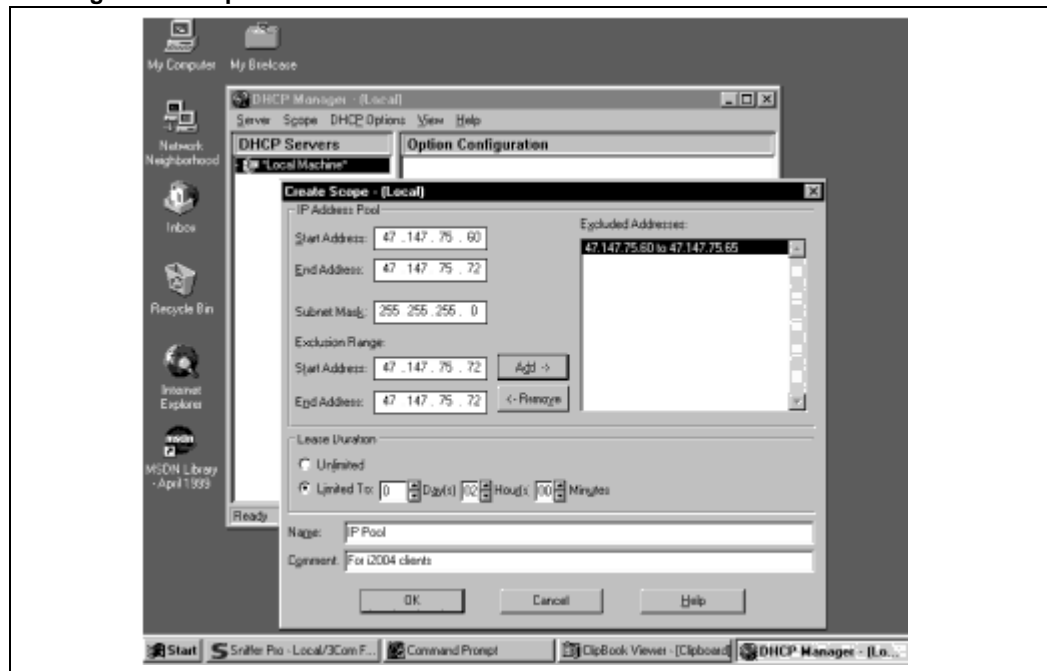 My Computer
My Briefcase
Network
Neighborhood
Inbox
Recycle Bin
Internet
Explorer
msdn
MSDN Library
- April 1999
DHCP Manager - (Local)
Server Scope DHCP Options View Help
DHCP Servers
Option Configuration
*Local Machine*
Ready
Create Scope - (Local)
IP Address Pool
Start Address: 47 .147 . 75 . 60
End Address: 47 147 . 75 . 72
Subnet Mask: 255 255 .255 . 0
Exclusion Range:
Start Address: 47 .147 . 75 . 72
End Address: 47 147 . 75 . 72
Add ->
<- Remove
Excluded Addresses:
47.147.75.60 to 47.147.75.65
Lease Duration
Unlimited
Limited To: 0 Day(s) 02 Hour(s) 00 Minutes
Name: IP Pool
Comment: For i2004 clients
OK Cancel Help
Start
Sniffer Pro - Local/3Com F...
Command Prompt
ClipBook Viewer - [Clipboard]
DHCP Manager - (Lo...